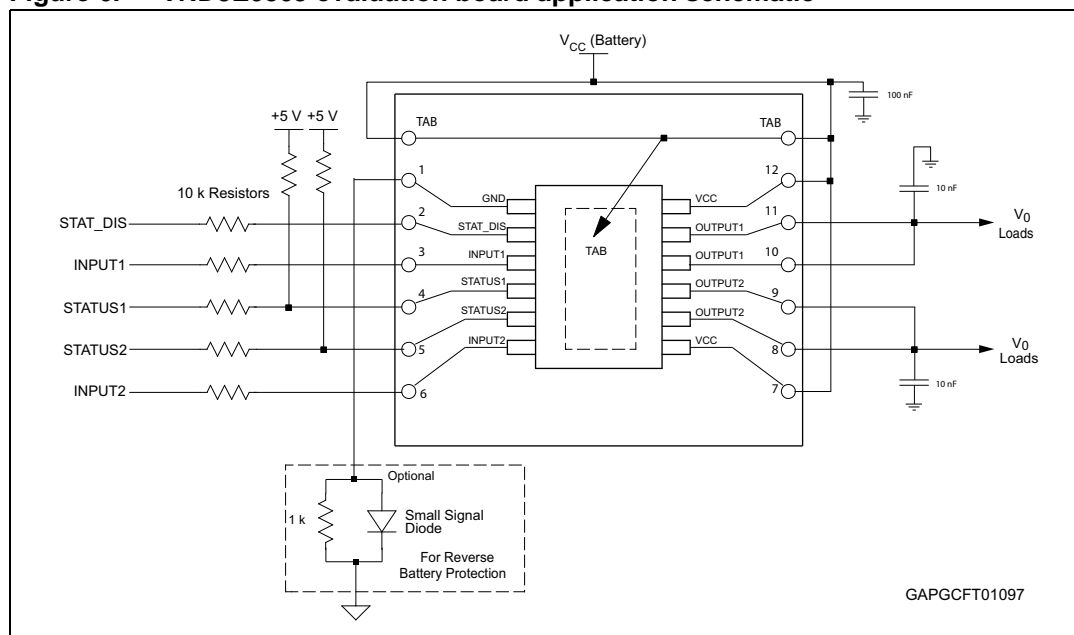 V_CC (Battery)
100 nF
+5 V +5 V
TAB
TAB
1
12
10 nF
10 k Resistors
GND
VCC
STAT_DIS
2
11
STAT_DIS
OUTPUT1
V0
Loads
TAB
INPUT1
3
INPUT1
OUTPUT1
10
STATUS1
4
STATUS1
OUTPUT2
9
STATUS2
5
STATUS2
OUTPUT2
8
V0
Loads
INPUT2
6
INPUT2
VCC
7
10 nF
Optional
1 k
Small Signal
Diode
For Reverse
Battery Protection
GAPGCFT01097